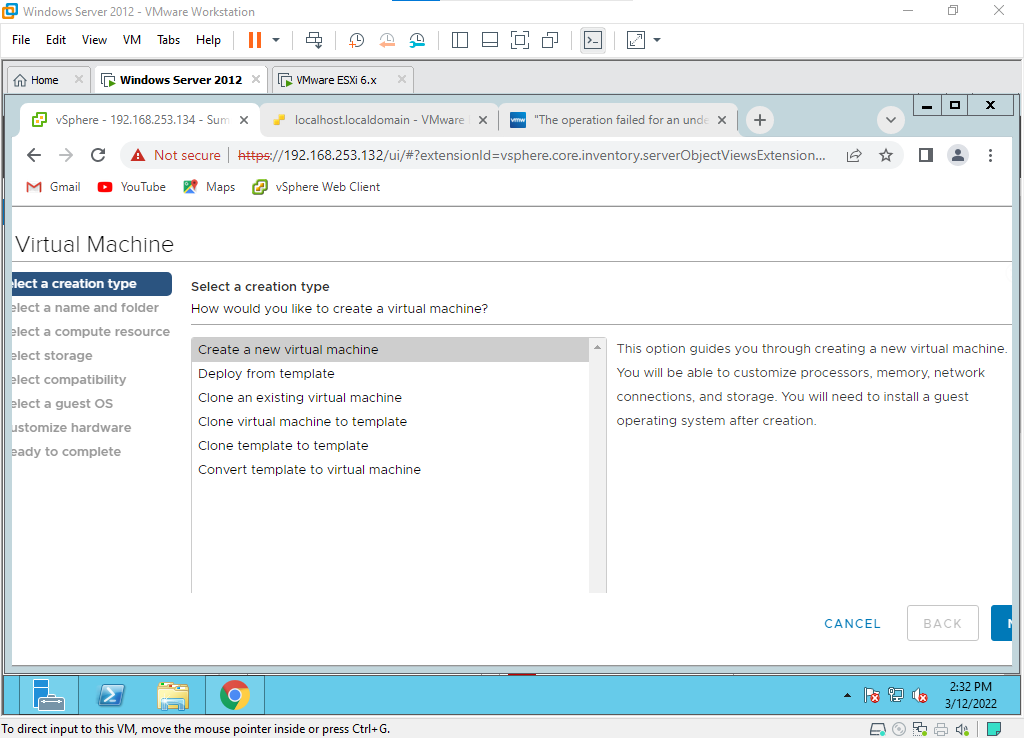 Windows Server 2012 - VMware Workstation
File Edit View VM Tabs Help
Home Windows Server 2012 VMware ESXi 6.x
vSphere - 192.168.253.134 - Sum localhost.localdomain - VMware vmw "The operation failed for an unde
Not secure https://192.168.253.132/ui/#?extensionId=vsphere.core.inventory.serverObjectViewsExtension...
Gmail YouTube Maps vSphere Web Client
Virtual Machine
elect a creation type
elect a name and folder
elect a compute resource
elect storage
elect compatibility
elect a guest OS
ustomize hardware
eady to complete
Select a creation type
How would you like to create a virtual machine?
Create a new virtual machine
Deploy from template
Clone an existing virtual machine
Clone virtual machine to template
Clone template to template
Convert template to virtual machine
This option guides you through creating a new virtual machine.
You will be able to customize processors, memory, network
connections, and storage. You will need to install a guest
operating system after creation.
CANCEL BACK N
2:32 PM
3/12/2022
To direct input to this VM, move the mouse pointer inside or press Ctrl+G.